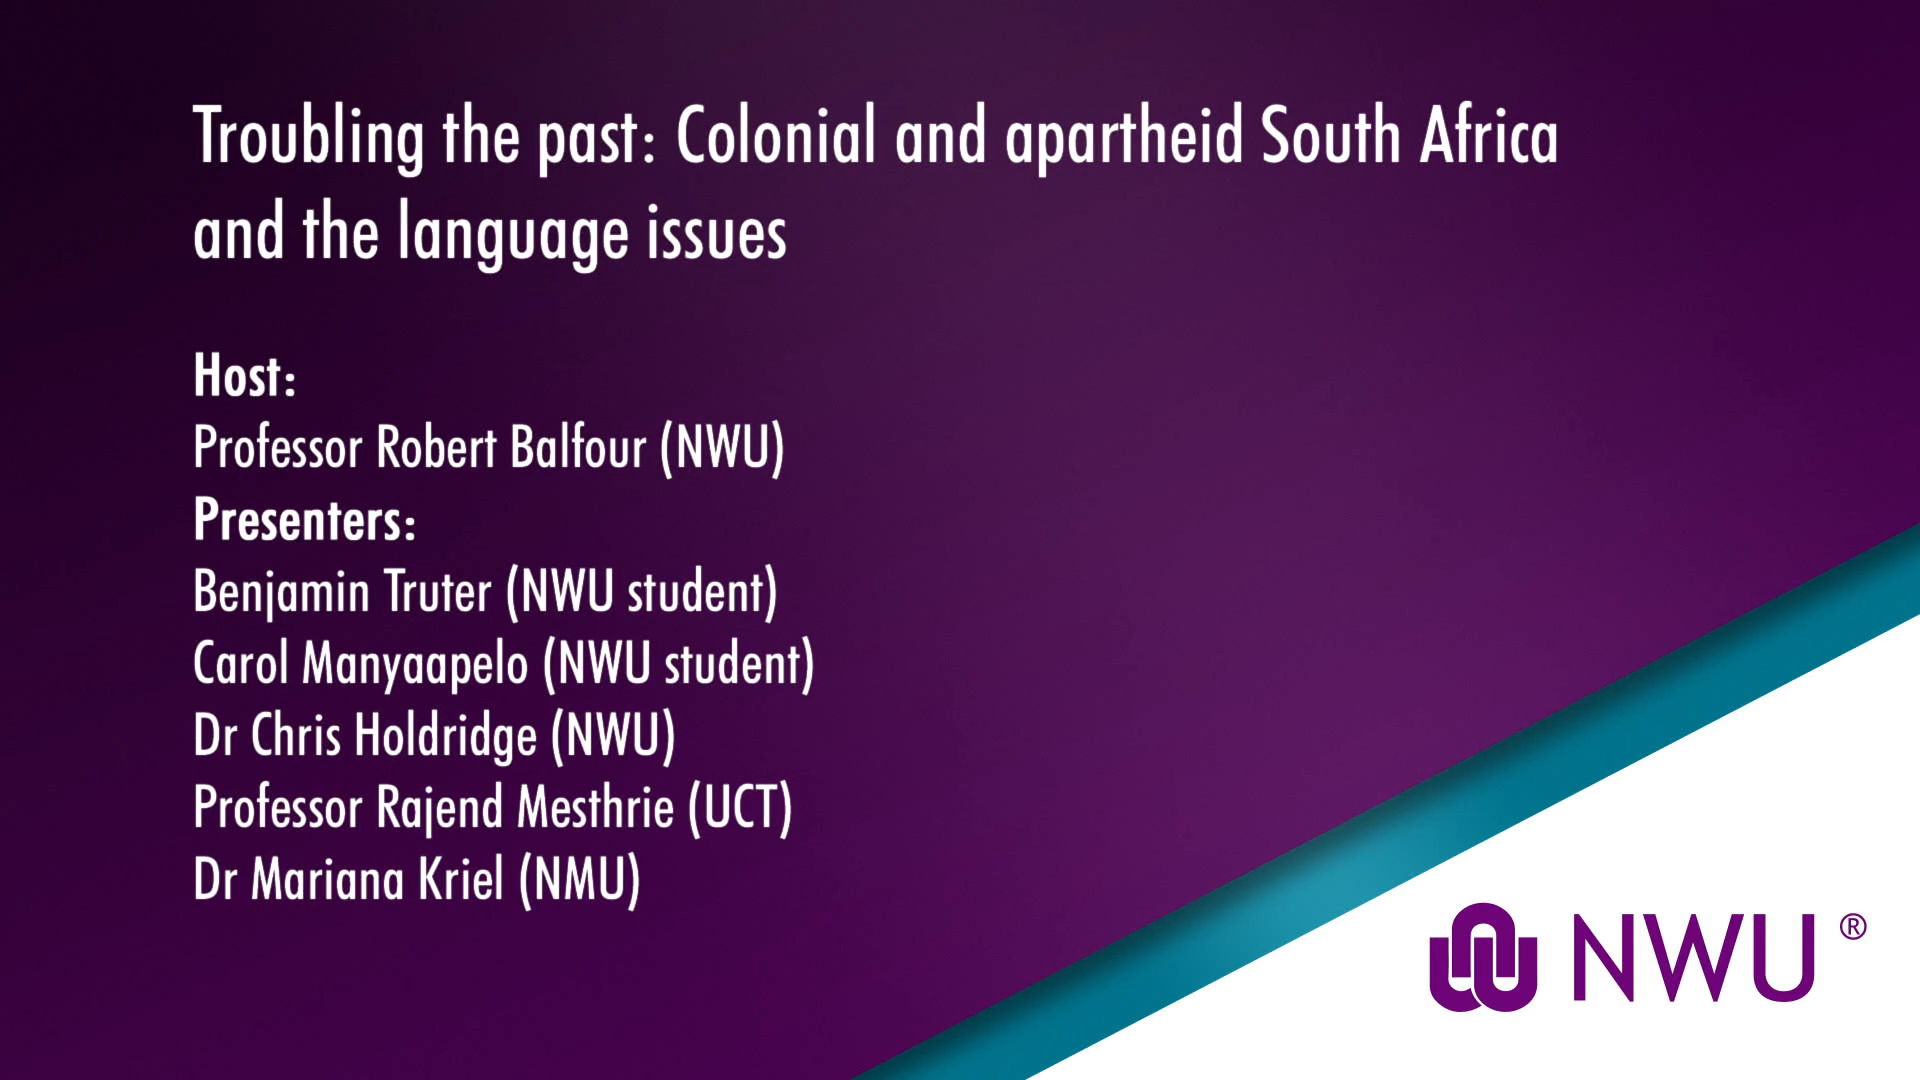 Troubling the past: Colonial and apartheid South Africa
and the language issues
Host:
Professor Robert Balfour (NWU)
Presenters:
Benjamin Truter (NWU student)
Carol Manyaapelo (NWU student)
Dr Chris Holdridge (NWU)
Professor Rajend Mesthrie (UCT)
Dr Mariana Kriel (NMU)
NWU ®